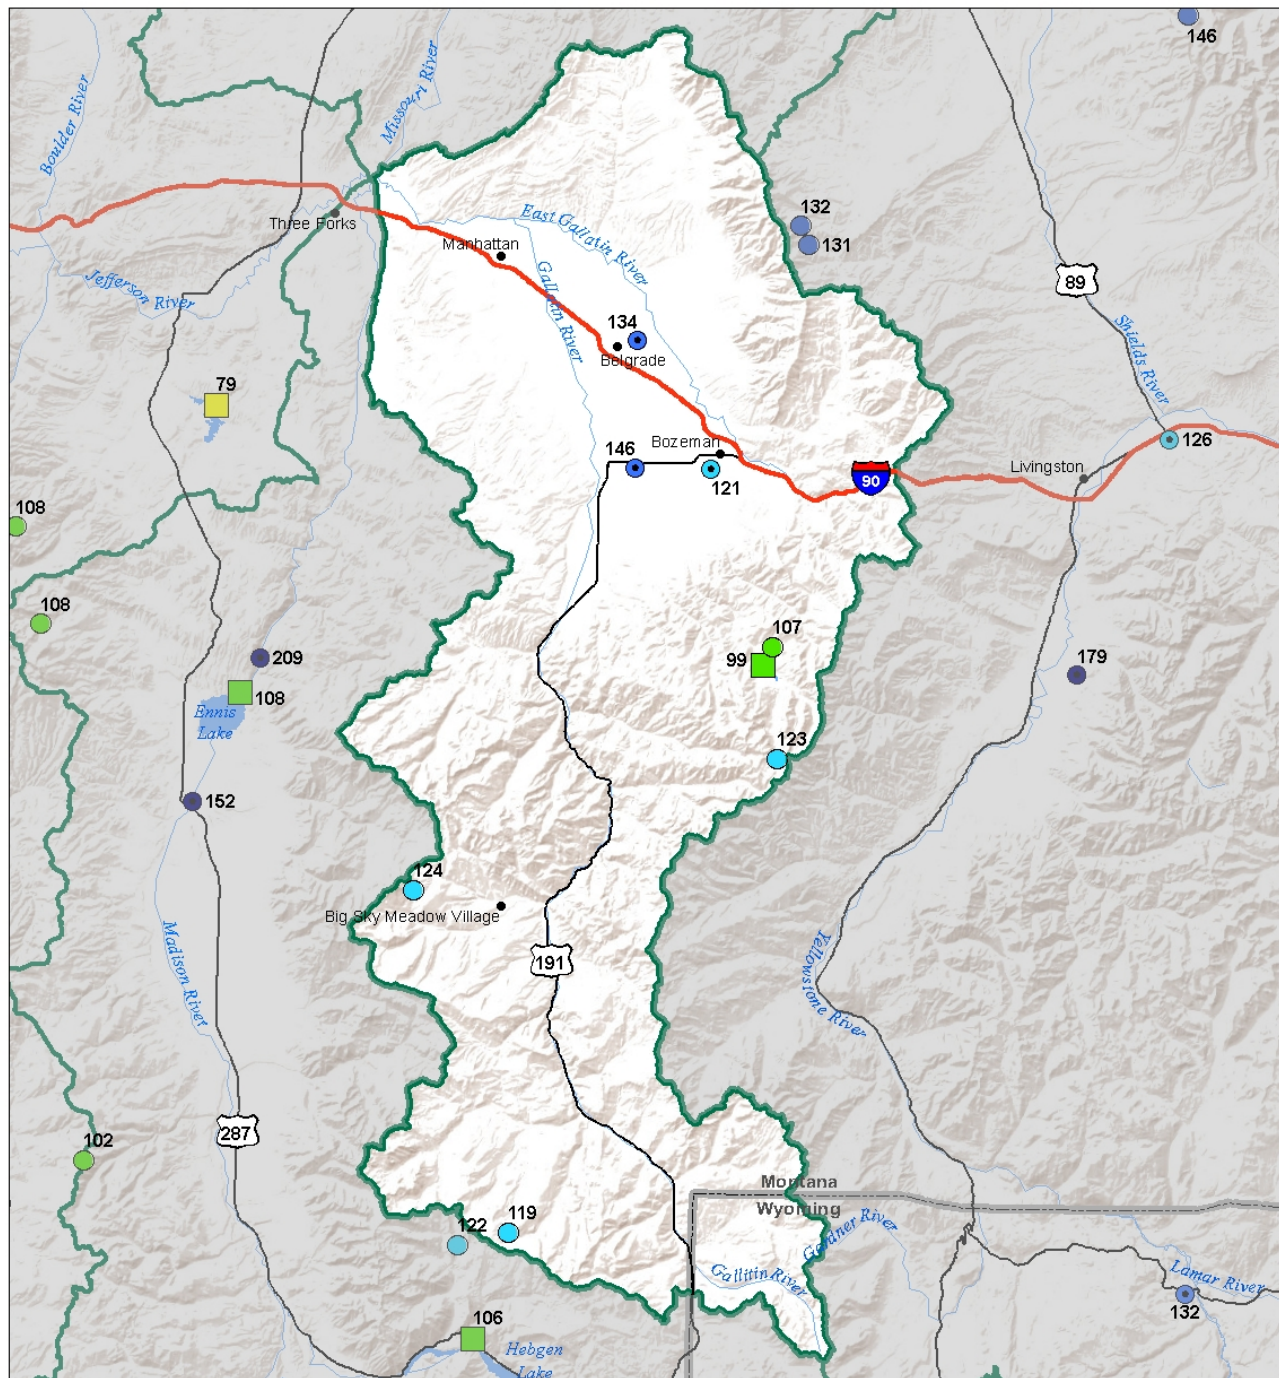 146
Missouri River
Boulder River
132
131
Three Forks
East Gallatin River
Manhattan
Gallatin River
89
Jefferson River
Shields River
134
Belgrade
79
Bozeman
146
121
126
Livingston
90
108
108
107
99
209
179
108
Ennis
Lake
123
152
124
Big Sky Meadow Village
Madison River
Yellowstone River
191
287
102
Montana
Wyoming
119
122
Gardner River
Gallitin River
Lamar River
132
106
Hebgen
Lake